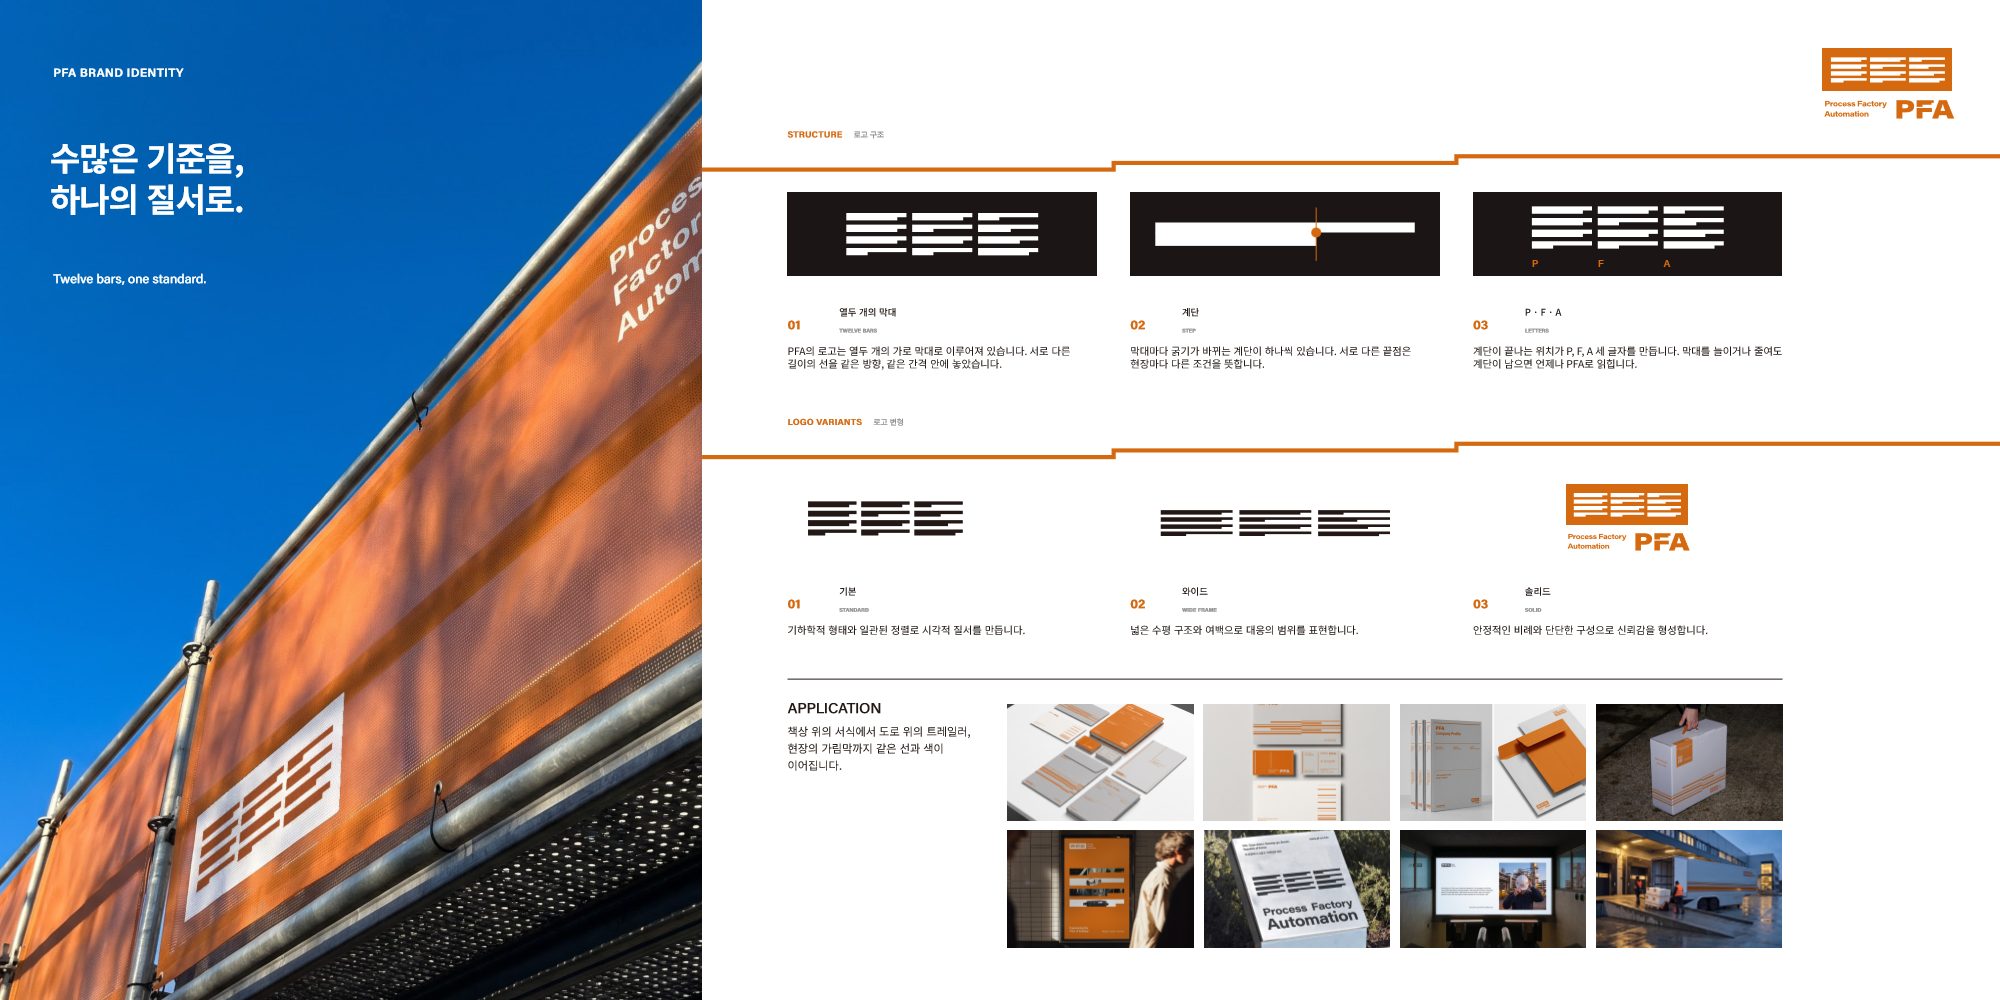 PFA BRAND IDENTITY
수많은 기준을,
하나의 질서로.
Twelve bars, one standard.
Process
Factory
Autom
Process Factory
Automation
PFA
STRUCTURE 로고 구조
P F A
01 열두 개의 막대
TWELVE BARS
PFA의 로고는 열두 개의 가로 막대로 이루어져 있습니다. 서로 다른
길이의 선을 같은 방향, 같은 간격 안에 놓았습니다.
02 계단
STEP
막대마다 굵기가 바뀌는 계단이 하나씩 있습니다. 서로 다른 끝점은
현장마다 다른 조건을 뜻합니다.
03 P · F · A
LETTERS
계단이 끝나는 위치가 P, F, A 세 글자를 만듭니다. 막대를 늘이거나 줄여도
계단이 남으면 언제나 PFA로 읽힙니다.
LOGO VARIANTS 로고 변형
Process Factory
Automation
PFA
01 기본
STANDARD
기하학적 형태와 일관된 정렬로 시각적 질서를 만듭니다.
02 와이드
WIDE FRAME
넓은 수평 구조와 여백으로 대응의 범위를 표현합니다.
03 솔리드
SOLID
안정적인 비례와 단단한 구성으로 신뢰감을 형성합니다.
APPLICATION
책상 위의 서식에서 도로 위의 트레일러,
현장의 가림막까지 같은 선과 색이
이어집니다.
PFA
PFA
Company Profile
Process Factory
Automation